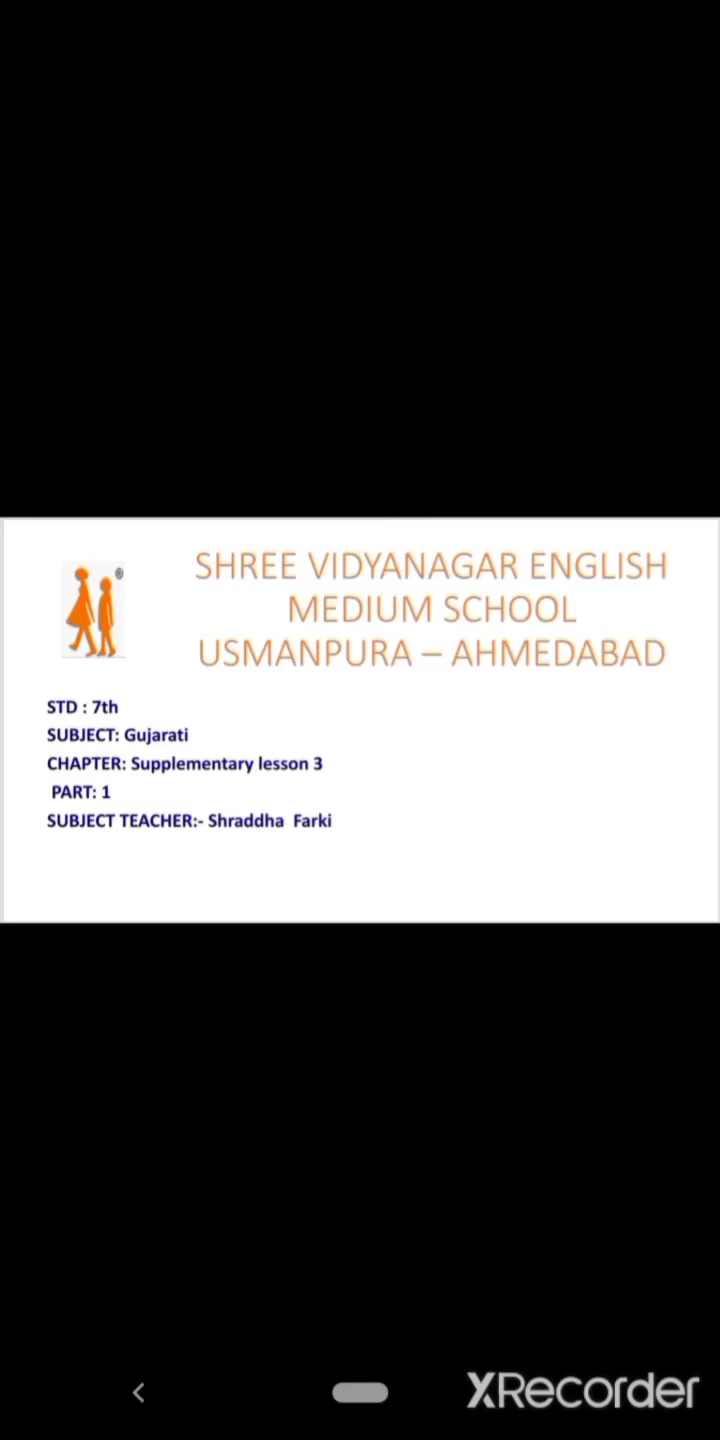 SHREE VIDYANAGAR ENGLISH
MEDIUM SCHOOL
USMANPURA – AHMEDABAD
STD : 7th
SUBJECT: Gujarati
CHAPTER: Supplementary lesson 3
PART: 1
SUBJECT TEACHER:- Shraddha Farki
XRecorder